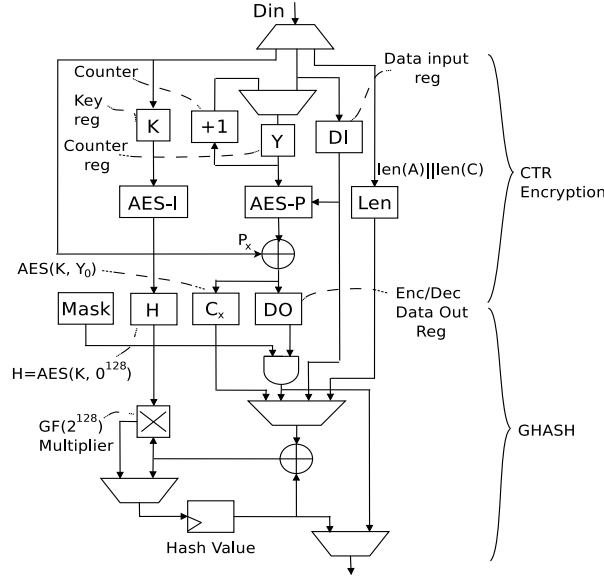 Din
Counter
Data input
reg
Key
reg
K
+1
Y
DI
Counter
reg
len(A)||len(C)
CTR
Encryption
AES-I
AES-P
Len
Pₓ
AES(K, Y₀)
Mask
H
Cₓ
DO
Enc/Dec
Data Out
Reg
H=AES(K, 0¹²⁸)
GF(2¹²⁸)
Multiplier
GHASH
Hash Value